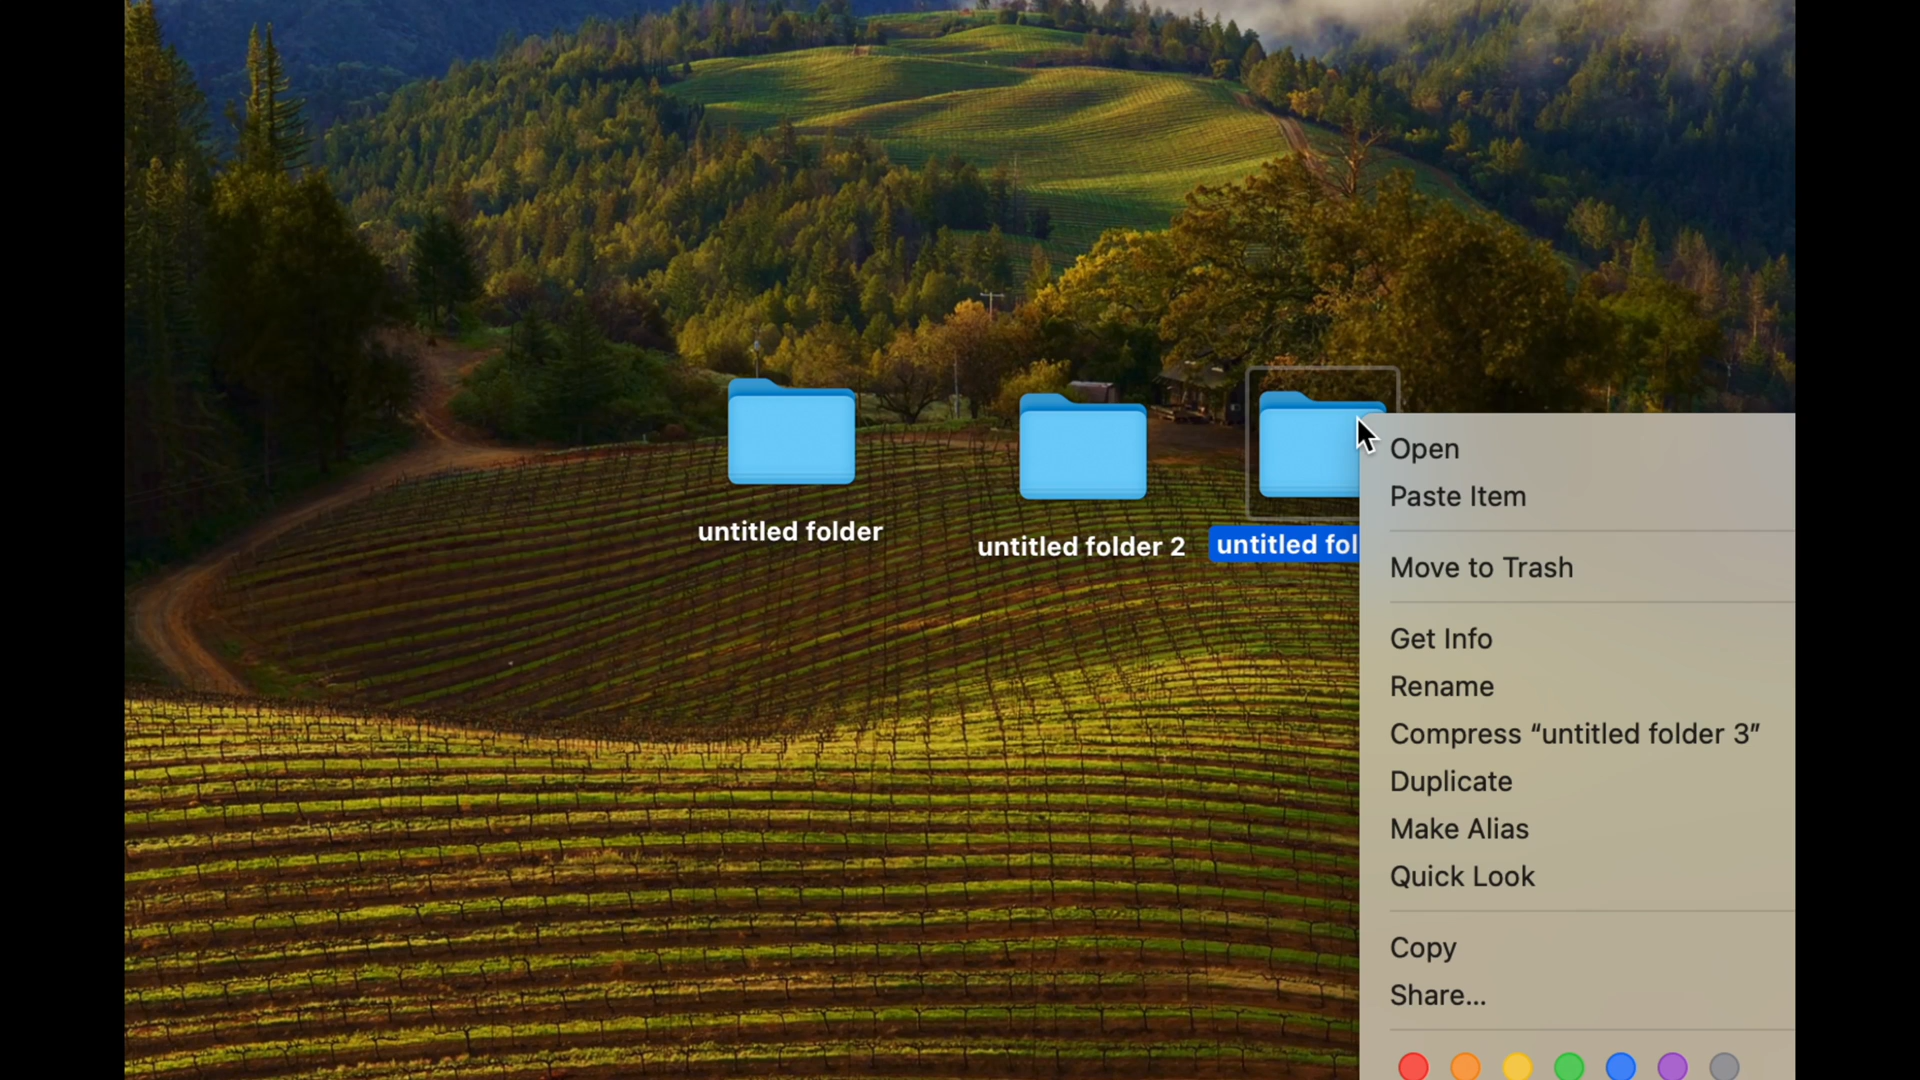 untitled folder
untitled folder 2
untitled fol
Open
Paste Item
Move to Trash
Get Info
Rename
Compress “untitled folder 3”
Duplicate
Make Alias
Quick Look
Copy
Share...